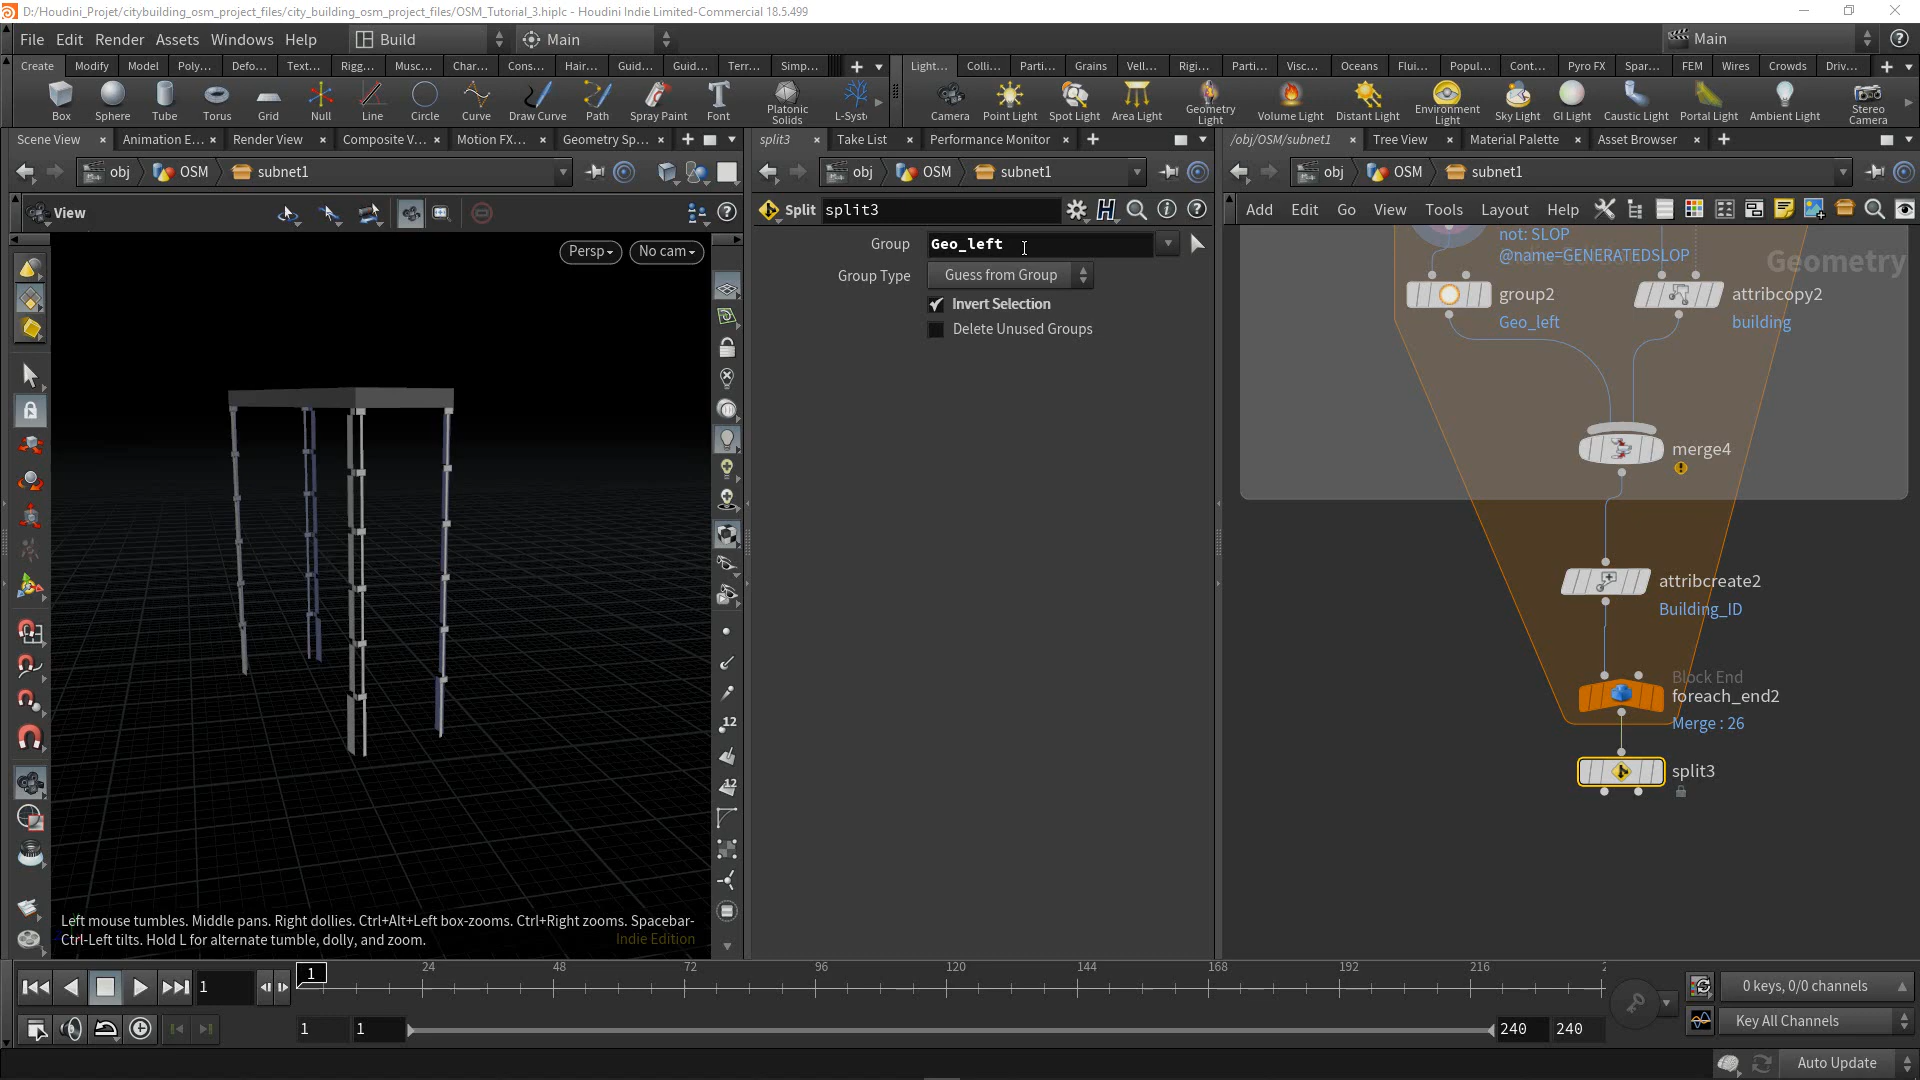 D:/Houdini_Projet/citybuilding_osm_project_files/city_building_osm_project_files/OSM_Tutorial_3.hiplc - Houdini Indie Limited-Commercial 18.5.499
File Edit Render Assets Windows Help Build Main Main
Create Modify Model Poly... Defo... Text... Rigg... Musc... Char... Cons... Hair... Guid... Guid... Terr... Simp... Light... Colli... Parti... Grains Vell... Rigi... Parti... Visc... Oceans Flui... Popul... Cont... Pyro FX Spar... FEM Wires Crowds Driv...
Box Sphere Tube Torus Grid Null Line Circle Curve Draw Curve Path Spray Paint Font Platonic Solids L-Syst Camera Point Light Spot Light Area Light Geometry Light Volume Light Distant Light Environment Light Sky Light GI Light Caustic Light Portal Light Ambient Light Stereo Camera
Scene View Animation E... Render View Composite V... Motion FX... Geometry Sp... split3 Take List Performance Monitor /obj/OSM/subnet1 Tree View Material Palette Asset Browser
obj OSM subnet1 obj OSM subnet1 obj OSM subnet1
View Split split3 Add Edit Go View Tools Layout Help
Persp No cam
Group Geo_left
Group Type Guess from Group
Invert Selection
Delete Unused Groups
not: SLOP
@name=GENERATEDSLOP
Geometry
group2
Geo_left
attribcopy2
building
merge4
attribcreate2
Building_ID
Block End
foreach_end2
Merge : 26
split3
12
12
Left mouse tumbles. Middle pans. Right dollies. Ctrl+Alt+Left box-zooms. Ctrl+Right zooms. Spacebar-
Ctrl-Left tilts. Hold L for alternate tumble, dolly, and zoom.
Indie Edition
1 1 24 48 72 96 120 144 168 192 216 2
0 keys, 0/0 channels
1 1 240 240
Key All Channels
Auto Update